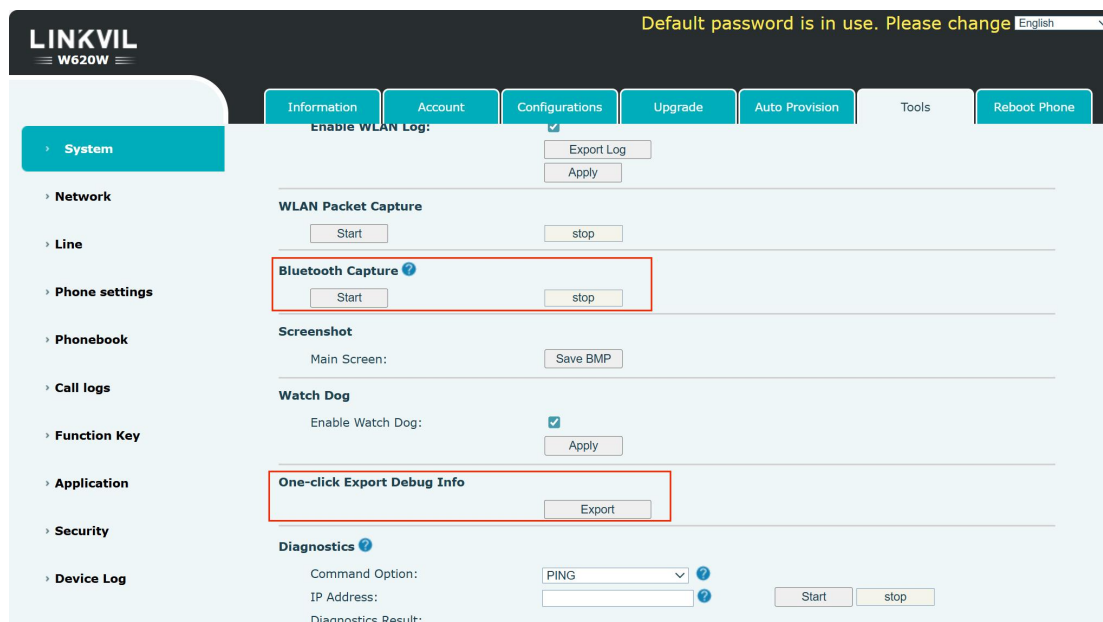 Default password is in use. Please change English
LINKVIL
W620W
Information Account Configurations Upgrade Auto Provision Tools Reboot Phone
Enable WLAN Log:
Export Log
Apply
› System
› Network
WLAN Packet Capture
Start stop
› Line
Bluetooth Capture ?
› Phone settings
Start stop
Screenshot
› Phonebook
Main Screen: Save BMP
› Call logs
Watch Dog
Enable Watch Dog:
› Function Key
Apply
› Application
One-click Export Debug Info
Export
› Security
Diagnostics ?
› Device Log
Command Option: PING ?
IP Address: ? Start stop
Diagnostics Result: